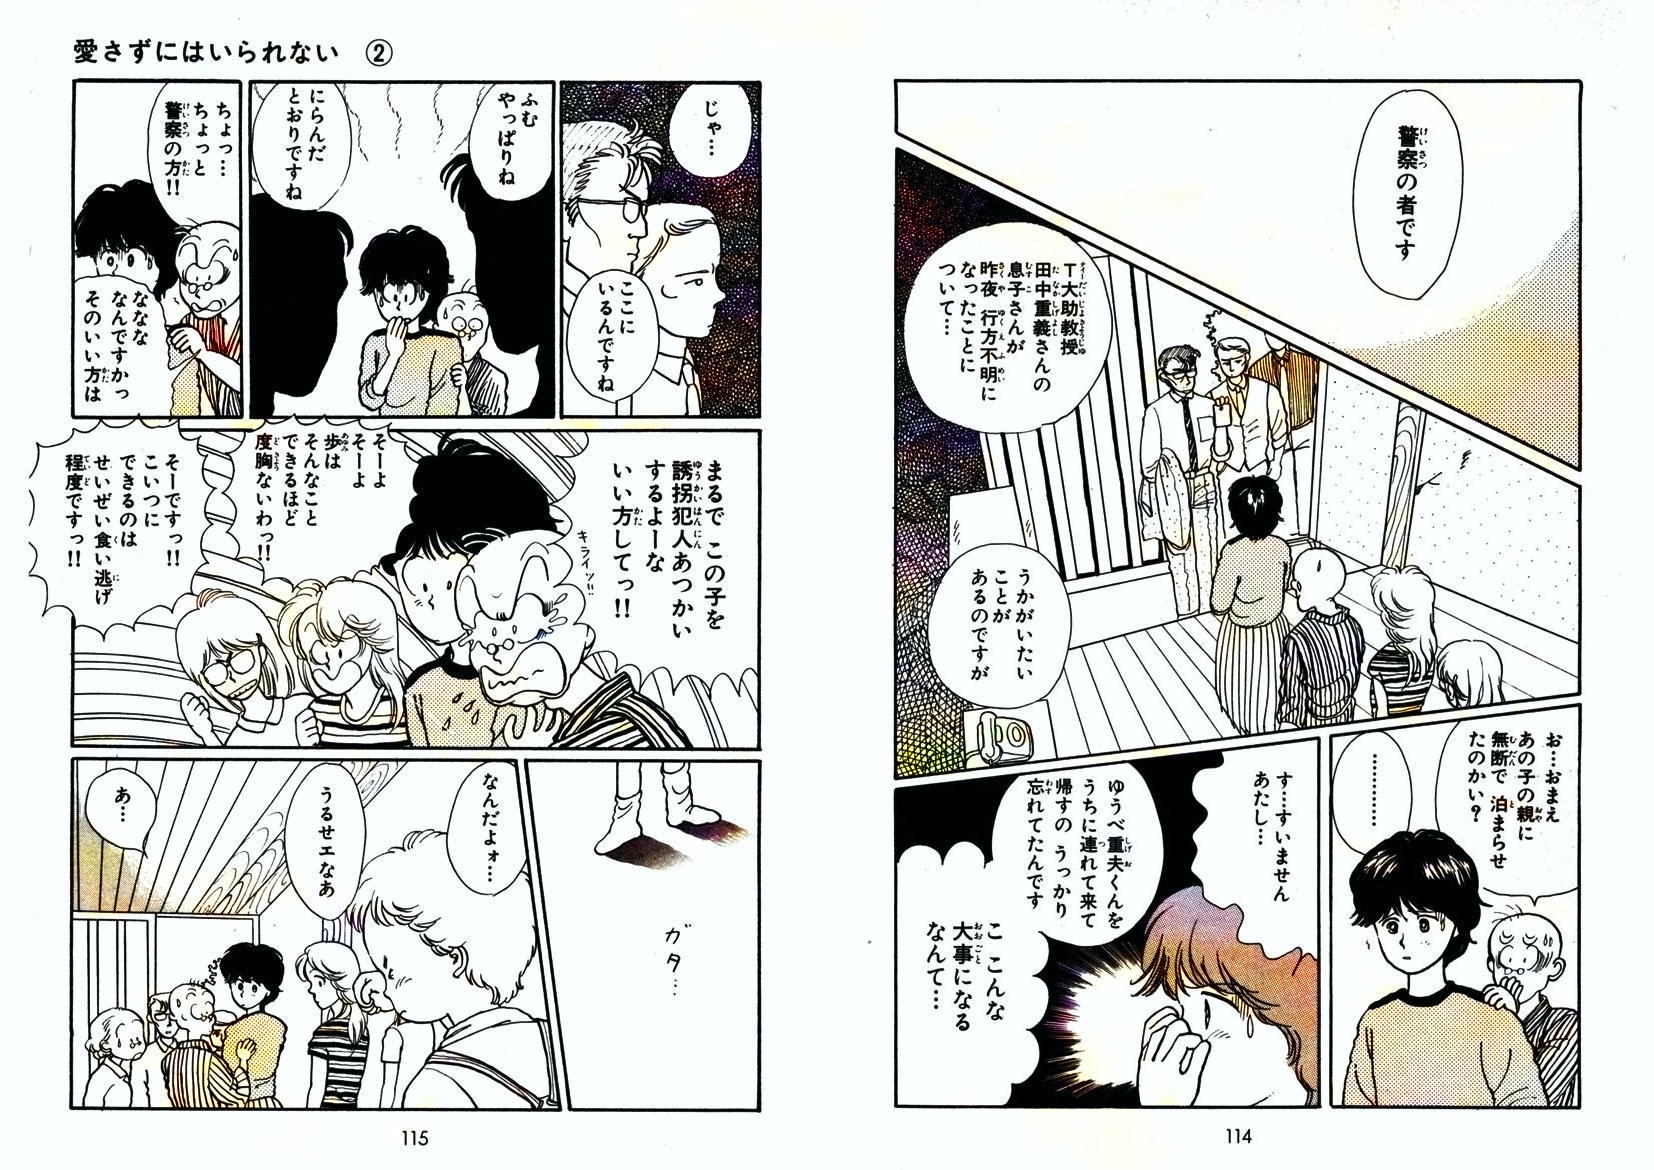 警察の者です
T大助教授
田中重義さんの
息子さんが
昨夜 行方不明に
なったことに
ついて…
うかがいたい
ことが
あるのですが
お…おまえ
あの子の親に
無断で 泊まらせ
たのかい?
…………
す…すいません
あたし…
ゆうべ 重夫くんを
うちに連れて来て
帰すの うっかり
忘れてたんです
こ こんな
大事になる
なんて…
114
愛さずにはいられない ②
じゃ…
ここに
いるんですね
ふむ
やっぱりね
にらんだ
とおりですね
ちょっ…
ちょっと
警察の方!!
ななな
なんですかっ
そのいい方は
まるで この子を
誘拐犯人あつかい
するよーな
いい方してっ!!
キライッ!!
そーよ
そーよ
歩は
そんなこと
できるほど
度胸ないわっ!!
そーですっ!!
こいつに
できるのは
せいぜい食い逃げ
程度ですっ!!
ガタ…
なんだよォ…
うるせエなあ
あ…
115